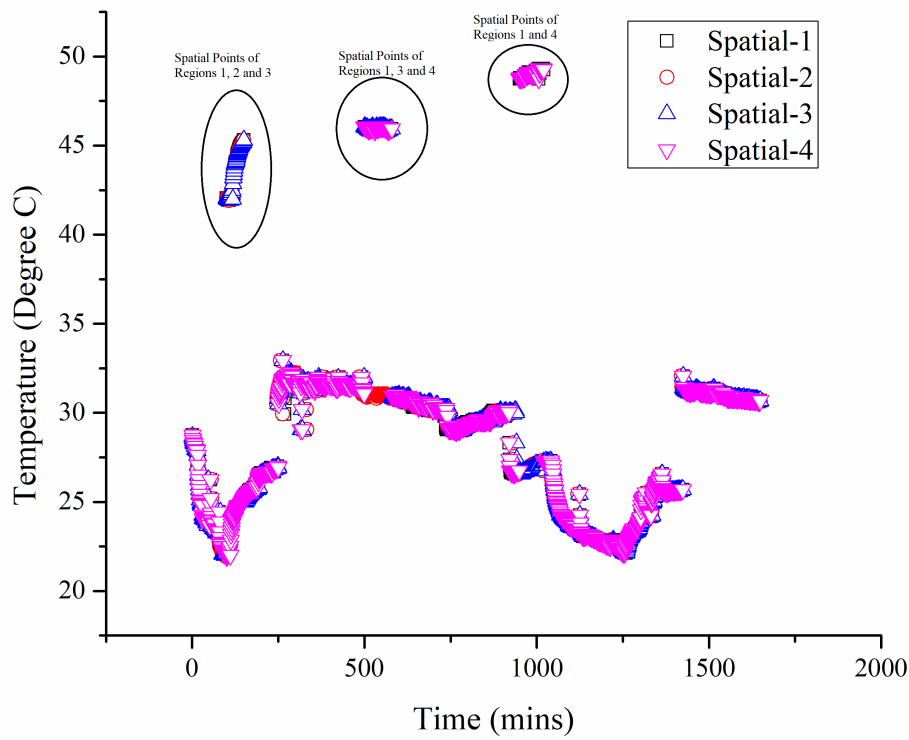 Spatial Points of
Regions 1 and 4
Spatial Points of
Regions 1, 3 and 4
Spatial Points of
Regions 1, 2 and 3
Spatial-1
Spatial-2
Spatial-3
Spatial-4
50
45
40
35
30
25
20
Temperature (Degree C)
0
500
1000
1500
2000
Time (mins)